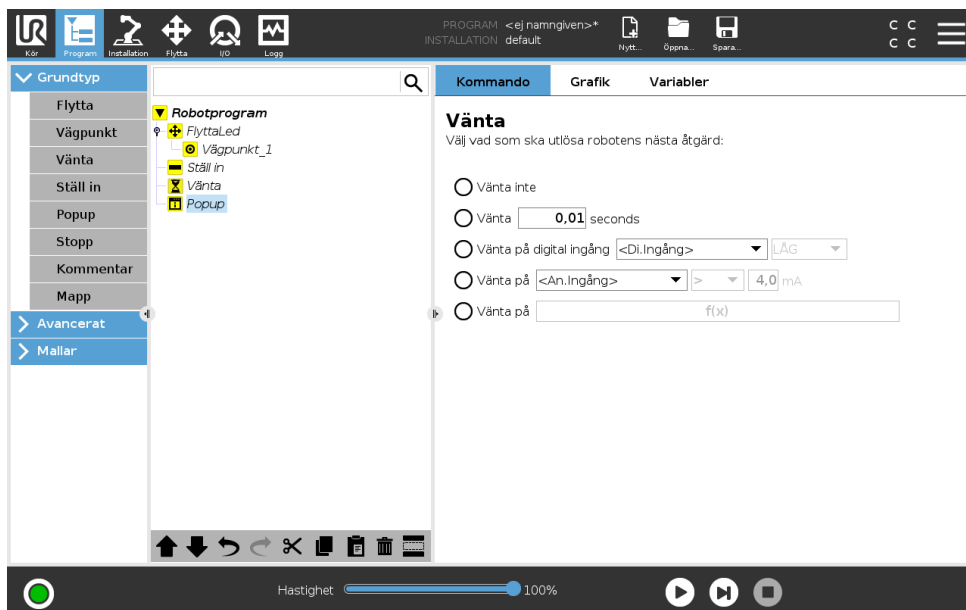 PROGRAM <ej namngiven>*
INSTALLATION default
Kör
Program
Installation
Flytta
I/O
Logg
Nytt...
Öppna...
Spara...
C C
C C
Grundtyp
Flytta
Vägpunkt
Vänta
Ställ in
Popup
Stopp
Kommentar
Mapp
Avancerat
Mallar
Robotprogram
FlyttaLed
Vägpunkt_1
Ställ in
Vänta
Popup
Kommando Grafik Variabler
Vänta
Välj vad som ska utlösa robotens nästa åtgärd:
Vänta inte
Vänta 0,01 seconds
Vänta på digital ingång <Di.Ingång> LÅG
Vänta på <An.Ingång> > 4,0 mA
Vänta på f(x)
Hastighet 100%